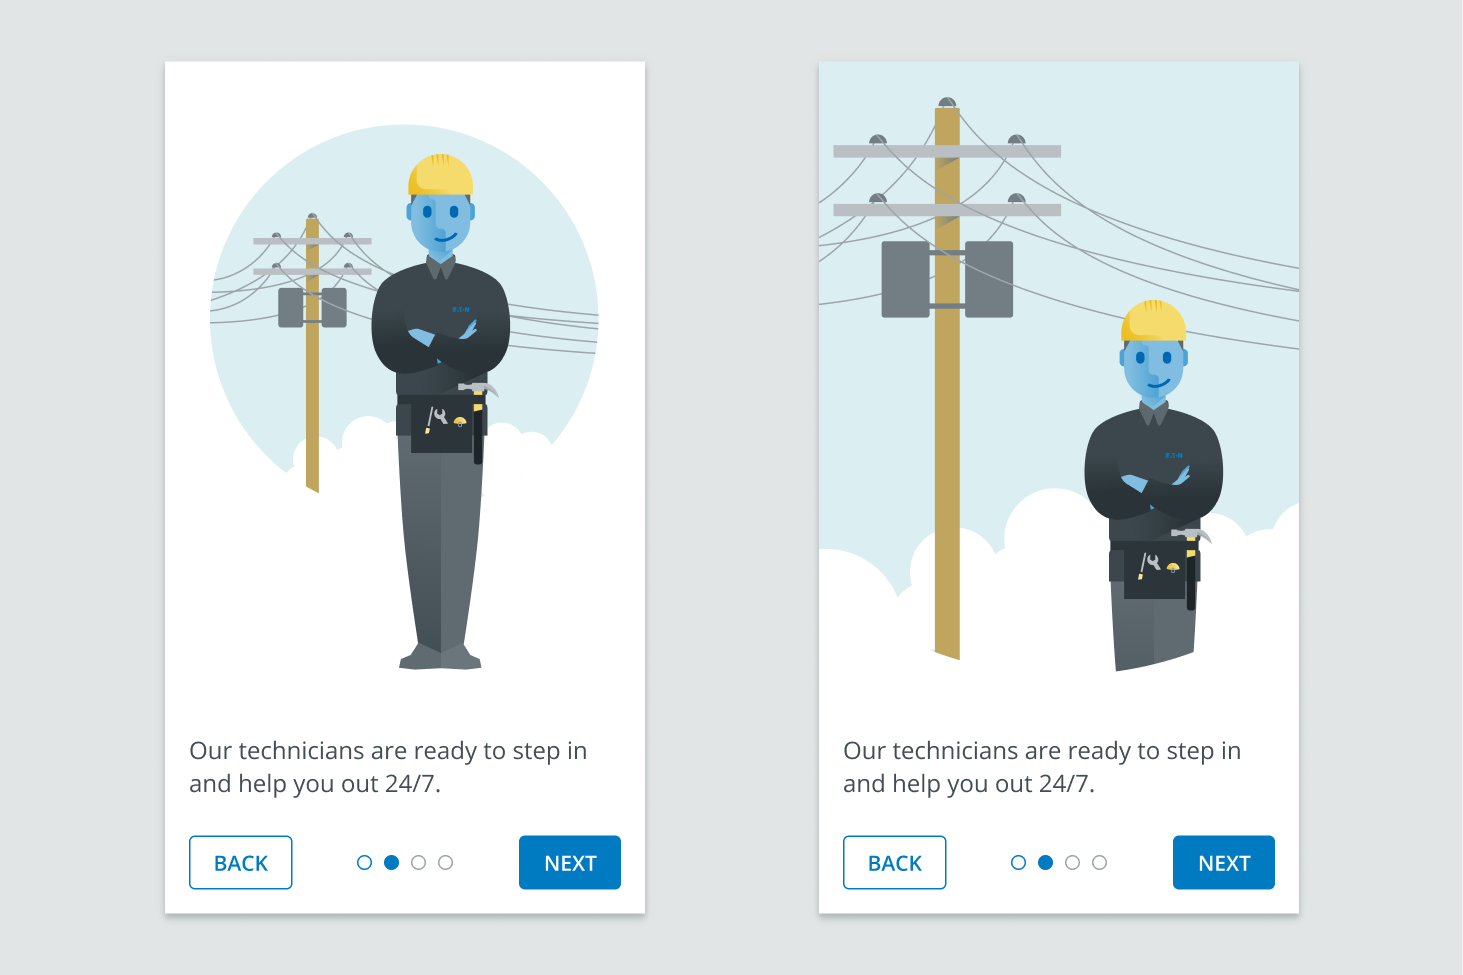 E.T.N
Our technicians are ready to step in
and help you out 24/7.
BACK
NEXT
E.T.N
Our technicians are ready to step in
and help you out 24/7.
BACK
NEXT